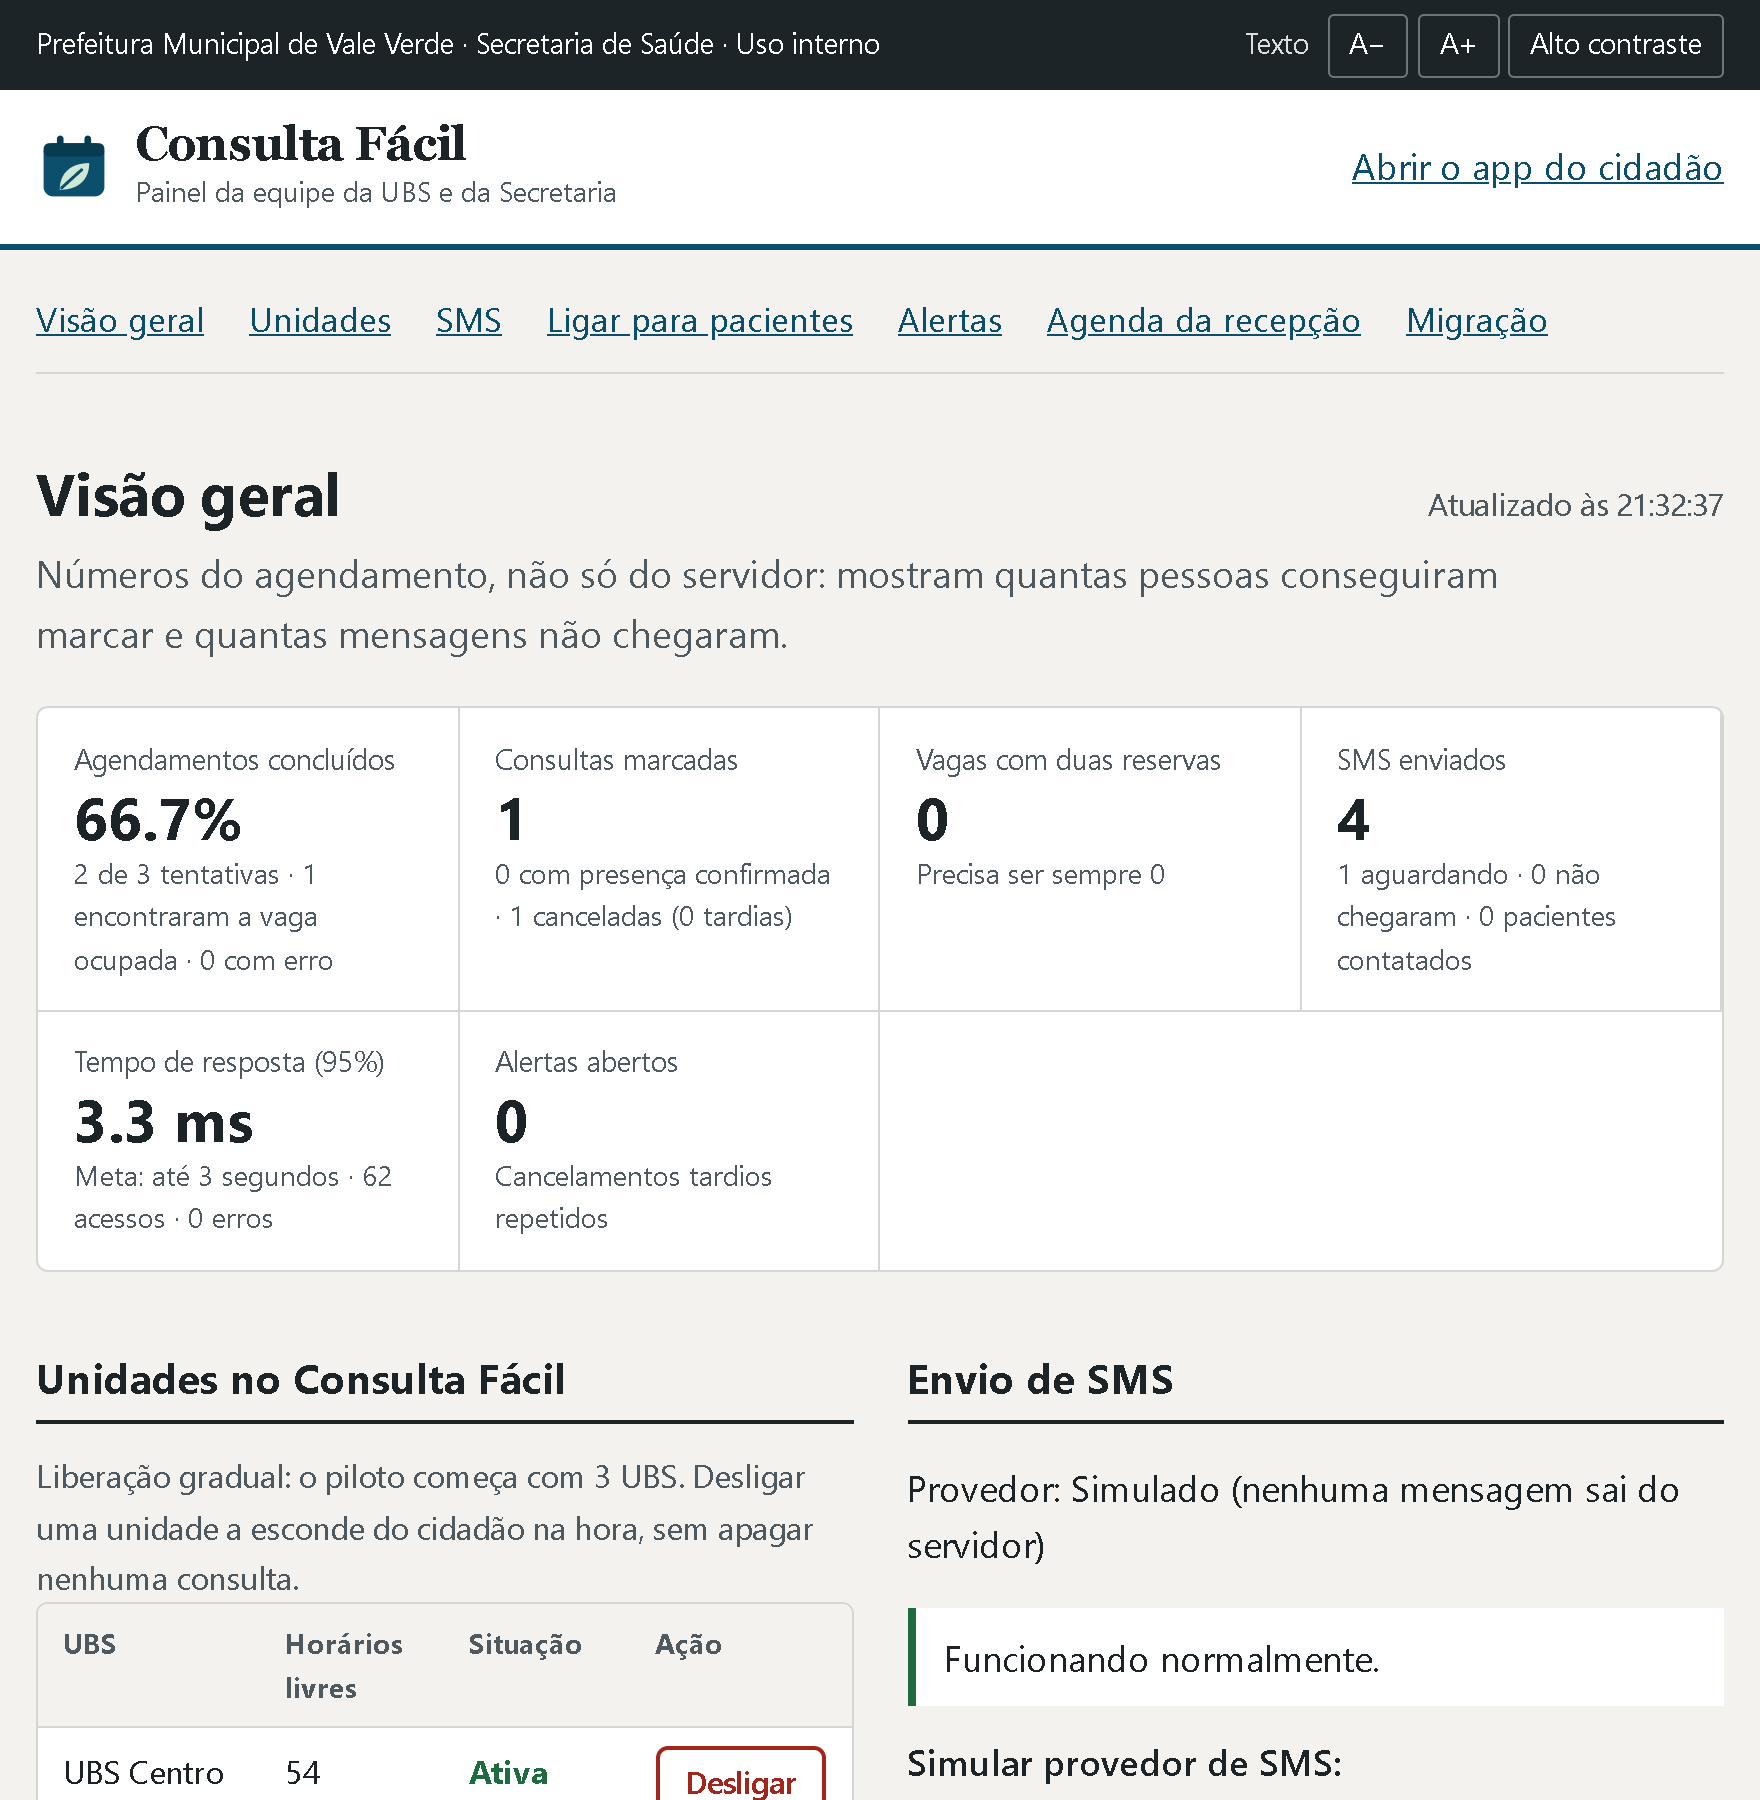 Prefeitura Municipal de Vale Verde · Secretaria de Saúde · Uso interno
Texto
A−
A+
Alto contraste
Consulta Fácil
Painel da equipe da UBS e da Secretaria
Abrir o app do cidadão
Visão geral
Unidades
SMS
Ligar para pacientes
Alertas
Agenda da recepção
Migração
Visão geral
Atualizado às 21:32:37
Números do agendamento, não só do servidor: mostram quantas pessoas conseguiram
marcar e quantas mensagens não chegaram.
Agendamentos concluídos
66.7%
2 de 3 tentativas · 1
encontraram a vaga
ocupada · 0 com erro
Consultas marcadas
1
0 com presença confirmada
· 1 canceladas (0 tardias)
Vagas com duas reservas
0
Precisa ser sempre 0
SMS enviados
4
1 aguardando · 0 não
chegaram · 0 pacientes
contatados
Tempo de resposta (95%)
3.3 ms
Meta: até 3 segundos · 62
acessos · 0 erros
Alertas abertos
0
Cancelamentos tardios
repetidos
Unidades no Consulta Fácil
Liberação gradual: o piloto começa com 3 UBS. Desligar
uma unidade a esconde do cidadão na hora, sem apagar
nenhuma consulta.
UBS
Horários
livres
Situação
Ação
UBS Centro
54
Ativa
Desligar
Envio de SMS
Provedor: Simulado (nenhuma mensagem sai do
servidor)
Funcionando normalmente.
Simular provedor de SMS: